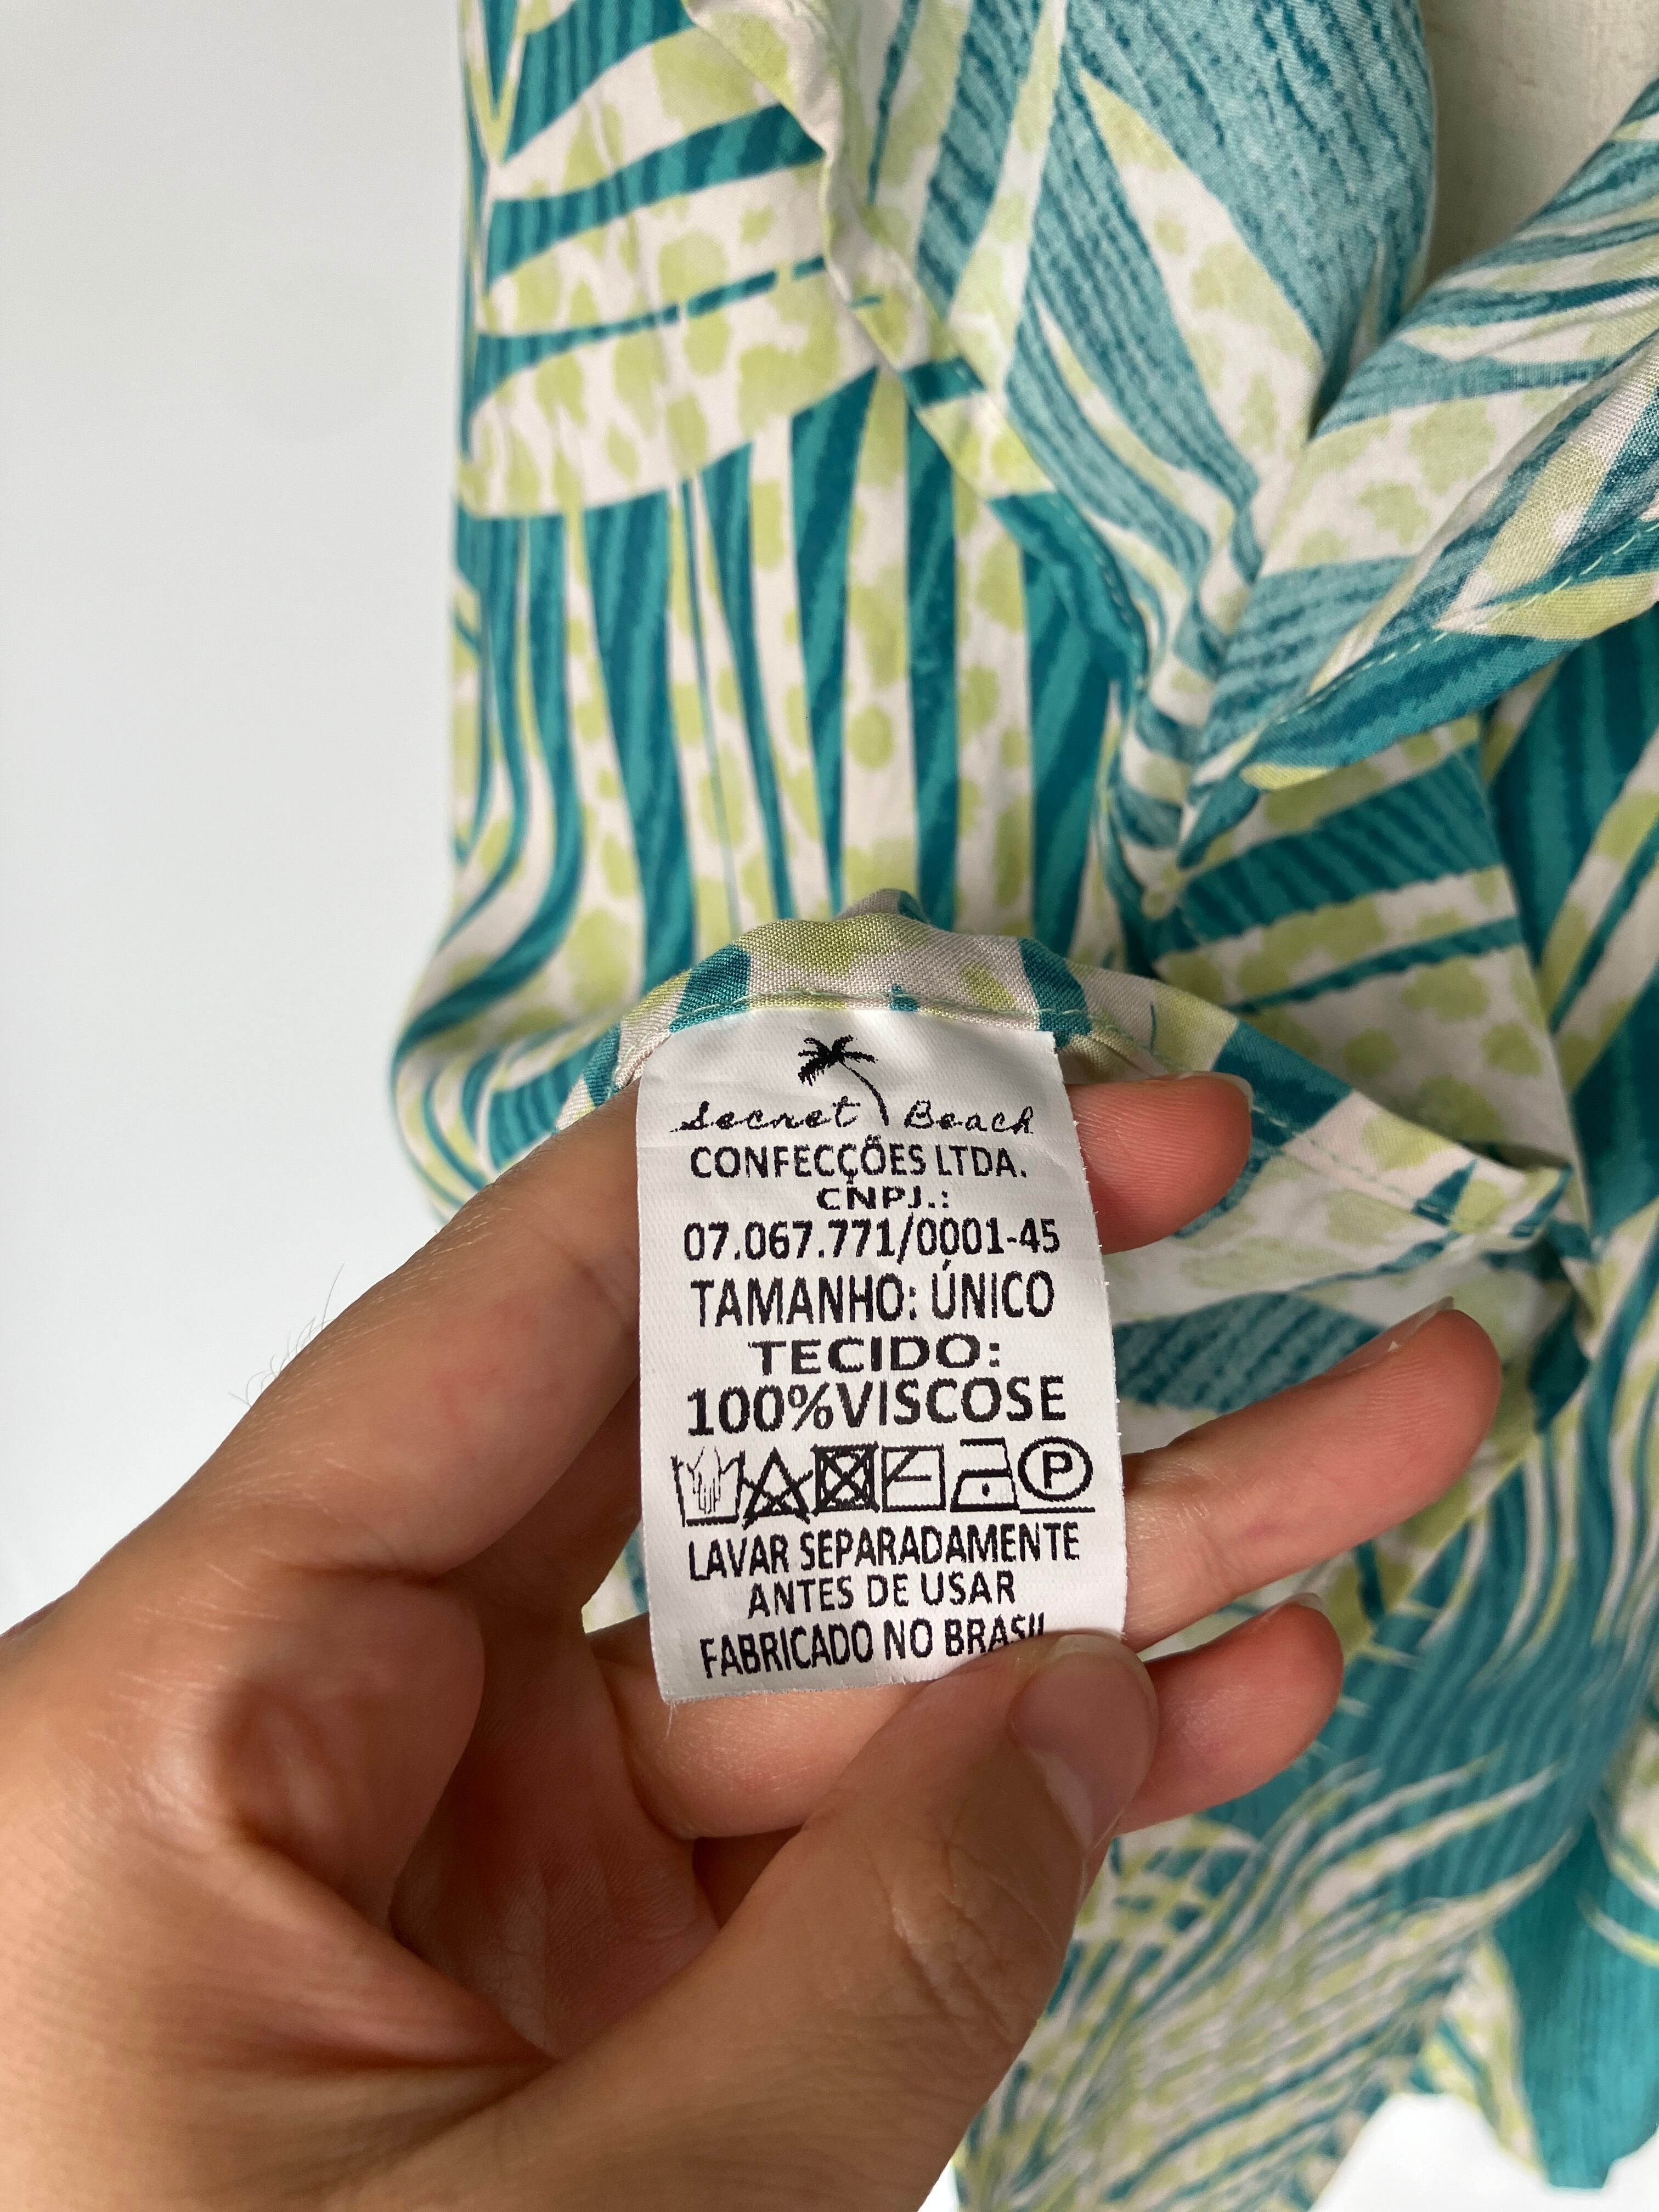 Secret Beach
CONFECÇÕES LTDA.
CNPJ.:
07.067.771/0001-45
TAMANHO: ÚNICO
TECIDO:
100%VISCOSE
P
LAVAR SEPARADAMENTE
ANTES DE USAR
FABRICADO NO BRASIL